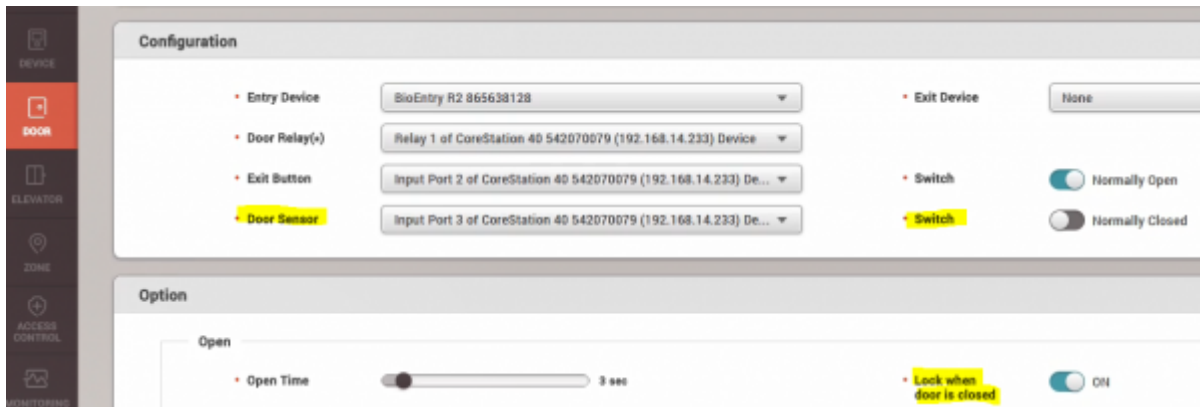 DEVICE
DOOR
ELEVATOR
ZONE
ACCESS
CONTROL
MONITORING
Configuration
• Entry Device BioEntry R2 865638128 • Exit Device None
• Door Relay(*) Relay 1 of CoreStation 40 542070079 (192.168.14.233) Device
• Exit Button Input Port 2 of CoreStation 40 542070079 (192.168.14.233) De... • Switch Normally Open
• Door Sensor Input Port 3 of CoreStation 40 542070079 (192.168.14.233) De... • Switch Normally Closed
Option
Open
• Open Time 3 sec • Lock when
door is closed ON